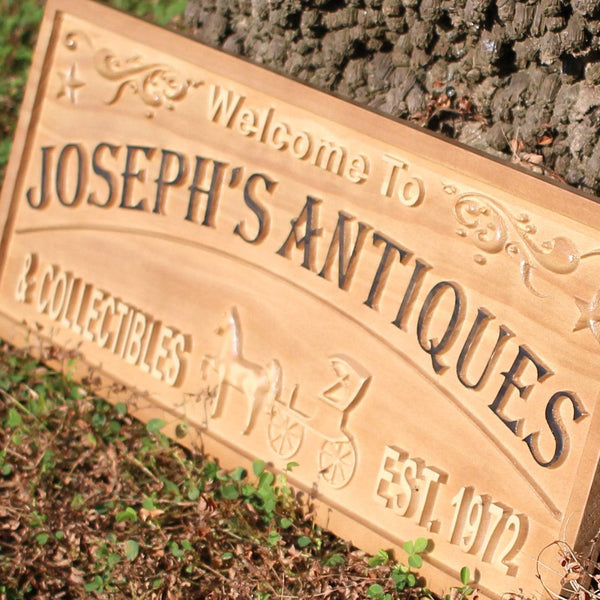 Welcome To
JOSEPH'S ANTIQUES
& COLLECTIBLES
EST. 1972